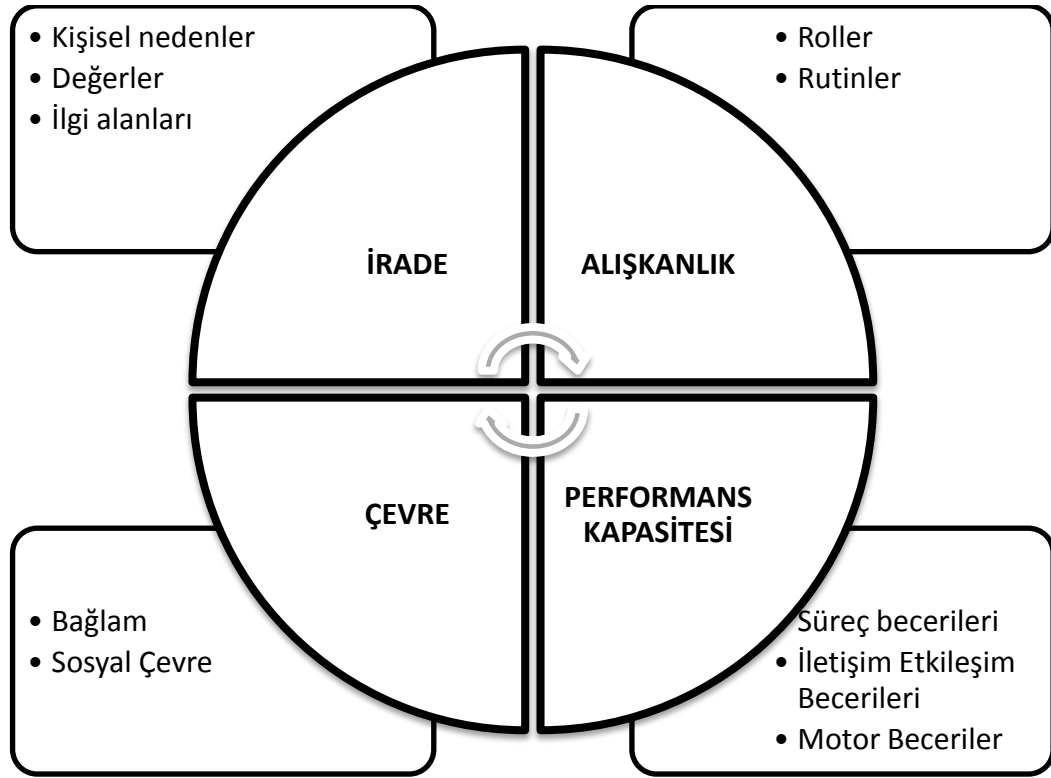 • Kişisel nedenler
• Değerler
• İlgi alanları
• Roller
• Rutinler
İRADE
ALIŞKANLIK
ÇEVRE
PERFORMANS
KAPASİTESİ
• Bağlam
• Sosyal Çevre
Süreç becerileri
• İletişim Etkileşim
Becerileri
• Motor Beceriler